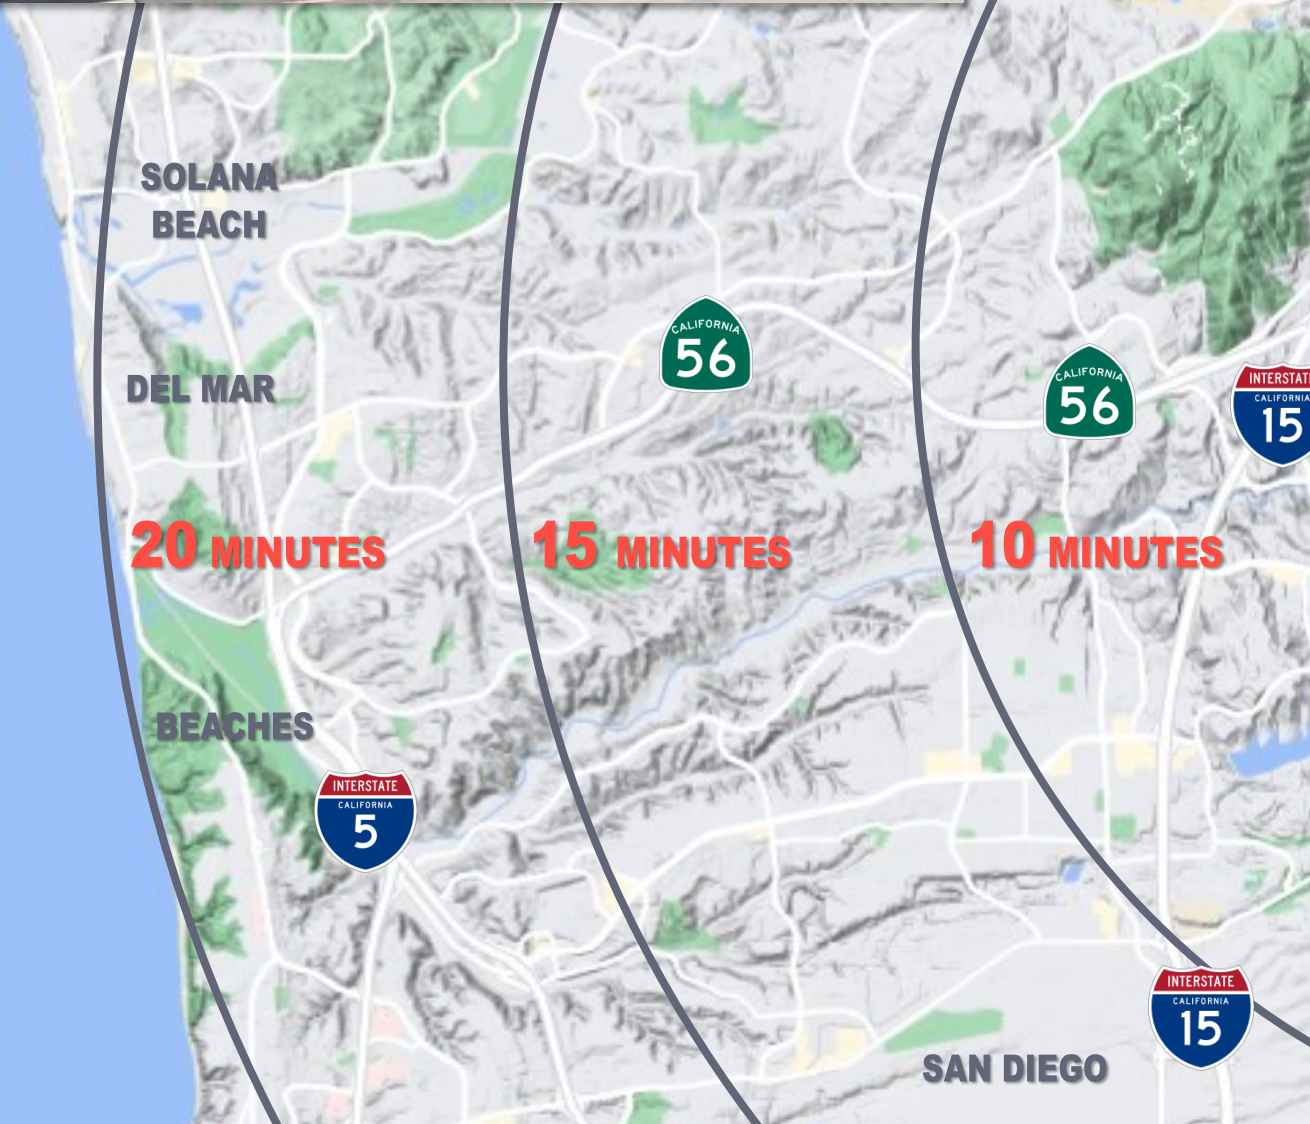 SOLANA
BEACH
CALIFORNIA
56
CALIFORNIA
56
INTERSTATE
CALIFORNIA
15
DEL MAR
20 MINUTES
15 MINUTES
10 MINUTES
BEACHES
INTERSTATE
CALIFORNIA
5
INTERSTATE
CALIFORNIA
15
SAN DIEGO